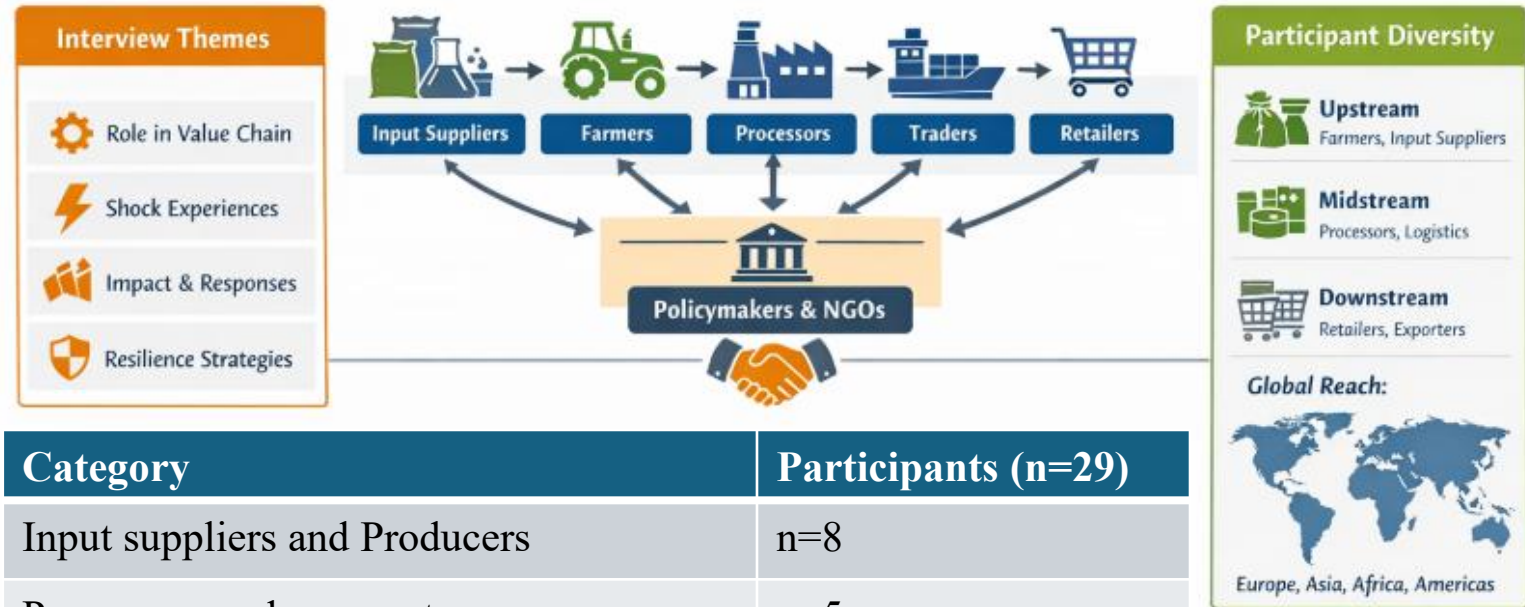 Interview Themes
Role in Value Chain
Shock Experiences
Impact & Responses
Resilience Strategies
Input Suppliers
Farmers
Processors
Traders
Retailers
Policymakers & NGOs
Participant Diversity
Upstream
Farmers, Input Suppliers
Midstream
Processors, Logistics
Downstream
Retailers, Exporters
Global Reach:
Europe, Asia, Africa, Americas
Category Participants (n=29)
Input suppliers and Producers n=8